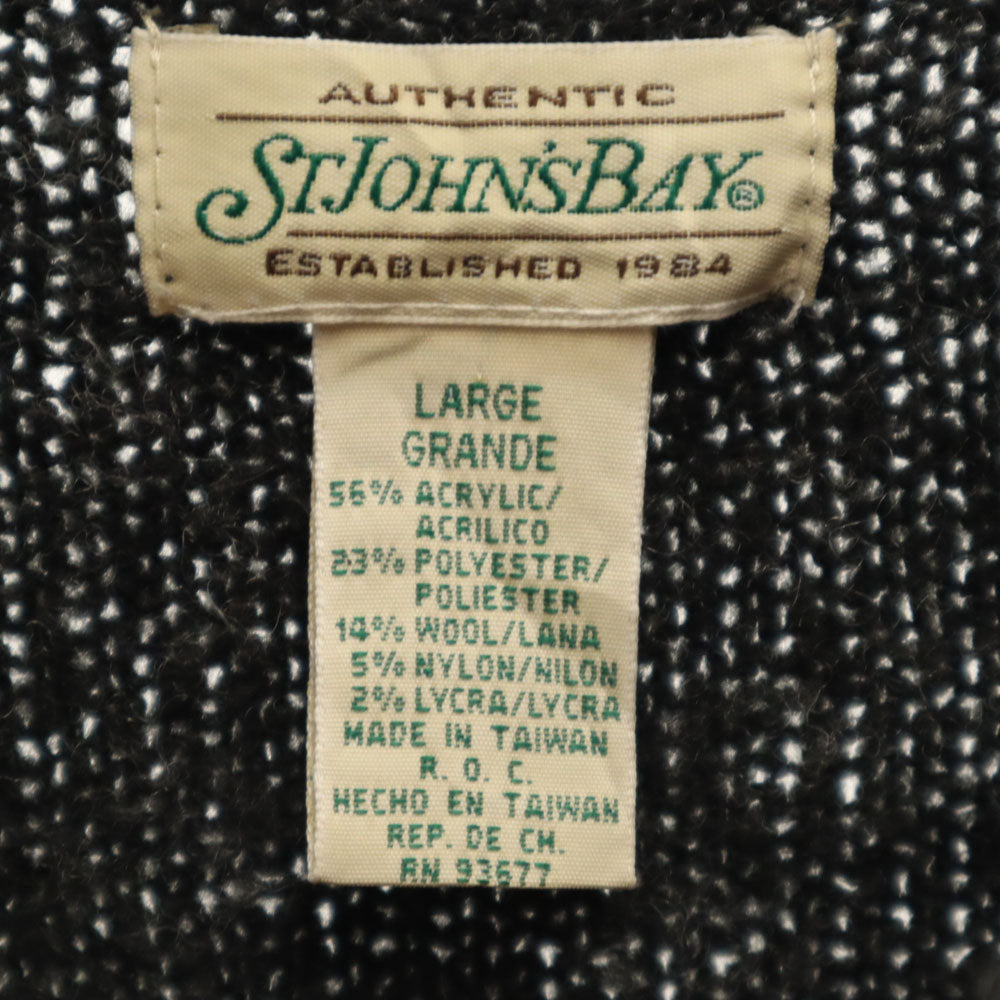 AUTHENTIC
ST.JOHN'S BAY®
ESTABLISHED 1984
LARGE
GRANDE
56% ACRYLIC/
ACRILICO
23% POLYESTER/
POLIESTER
14% WOOL/LANA
5% NYLON/NILON
2% LYCRA/LYCRA
MADE IN TAIWAN
R. O. C.
HECHO EN TAIWAN
REP. DE CH.
RN 93677